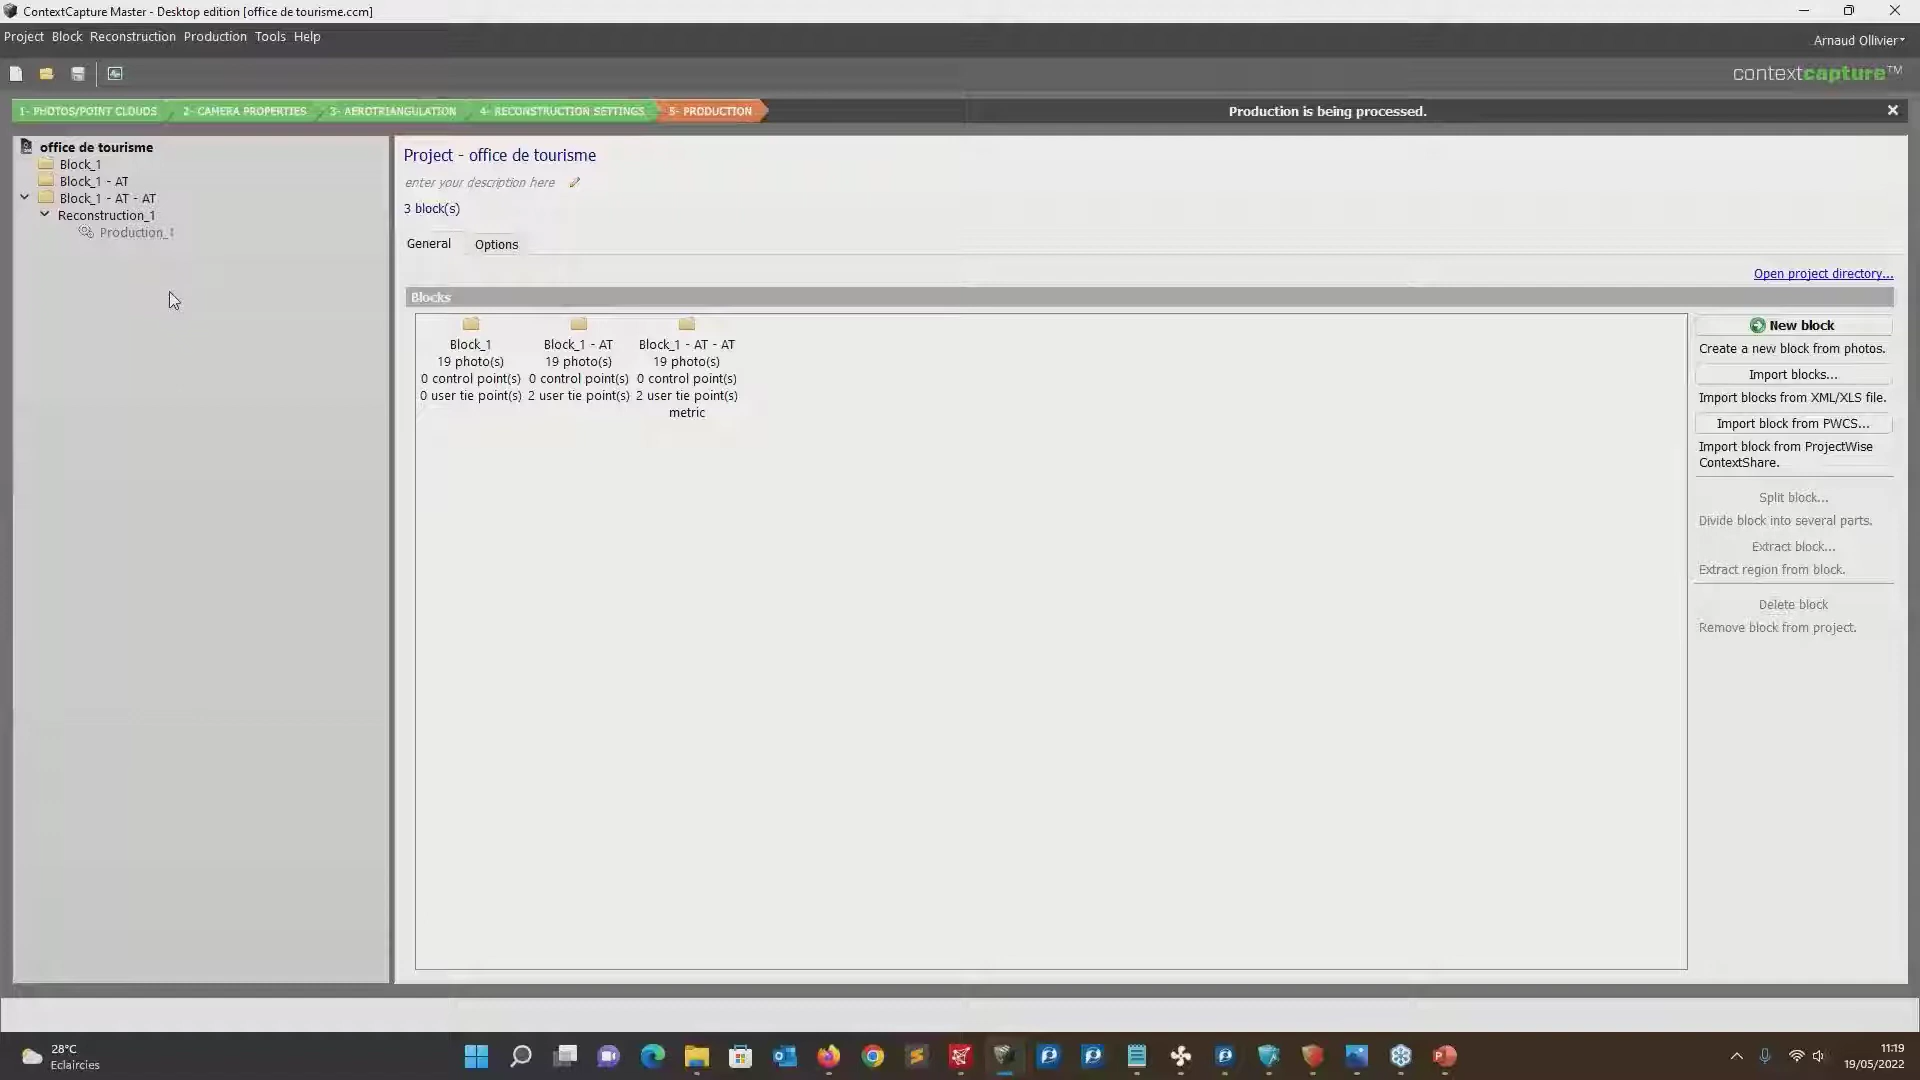 ContextCapture Master - Desktop edition [office de tourisme.ccm]
Project Block Reconstruction Production Tools Help
Arnaud Ollivier
contextcapture™
1- PHOTOS/POINT CLOUDS 2- CAMERA PROPERTIES 3- AEROTRIANGULATION 4- RECONSTRUCTION SETTINGS 5- PRODUCTION
Production is being processed.
office de tourisme
Block_1
Block_1 - AT
Block_1 - AT - AT
Reconstruction_1
Production_1
Project - office de tourisme
enter your description here
3 block(s)
General Options
Open project directory...
Blocks
Block_1
19 photo(s)
0 control point(s)
0 user tie point(s)
Block_1 - AT
19 photo(s)
0 control point(s)
2 user tie point(s)
Block_1 - AT - AT
19 photo(s)
0 control point(s)
2 user tie point(s)
metric
New block
Create a new block from photos.
Import blocks...
Import blocks from XML/XLS file.
Import block from PWCS...
Import block from ProjectWise
ContextShare.
Split block...
Divide block into several parts.
Extract block...
Extract region from block.
Delete block
Remove block from project.
28°C
Eclaircies
11:19
19/05/2022